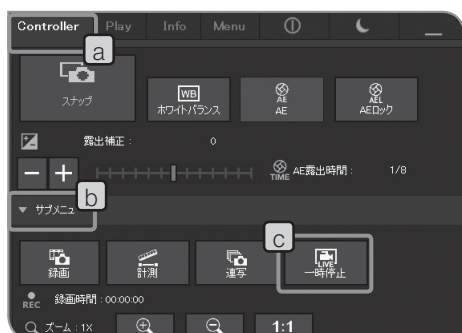 Controller Play Info Menu
a
スナップ
WB
ホワイトバランス
AE
AE
AEL
AEロック
露出補正 : 0
TIME AE露出時間 : 1/8
b
▼ サブメニュ
c
録画
計測
連写
LIVE
一時停止
REC 録画時間 : 00:00:00
ズーム : 1X
1:1